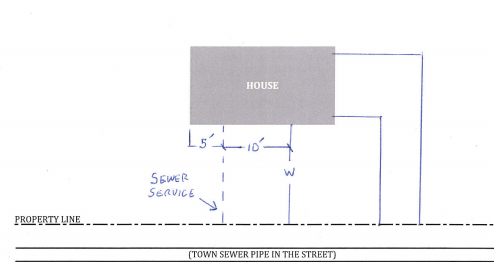 HOUSE
5' 10'
W
SEWER
SERVICE
PROPERTY LINE
(TOWN SEWER PIPE IN THE STREET)